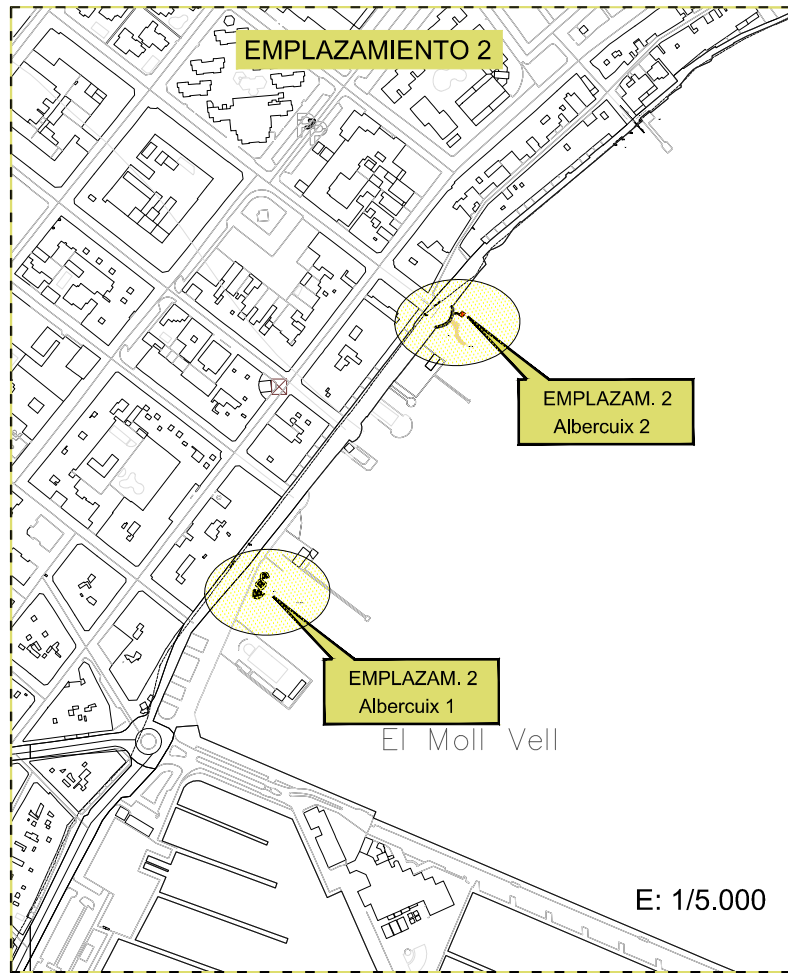 EMPLAZAMIENTO 2
EMPLAZAM. 2
Albercuix 2
EMPLAZAM. 2
Albercuix 1
El Moll Vell
E: 1/5.000